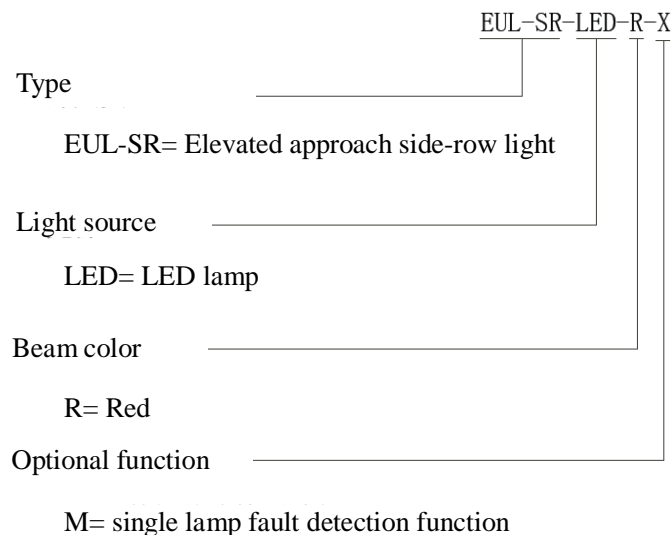 EUL-SR-LED-R-X
Type
EUL-SR= Elevated approach side-row light
Light source
LED= LED lamp
Beam color
R= Red
Optional function
M= single lamp fault detection function